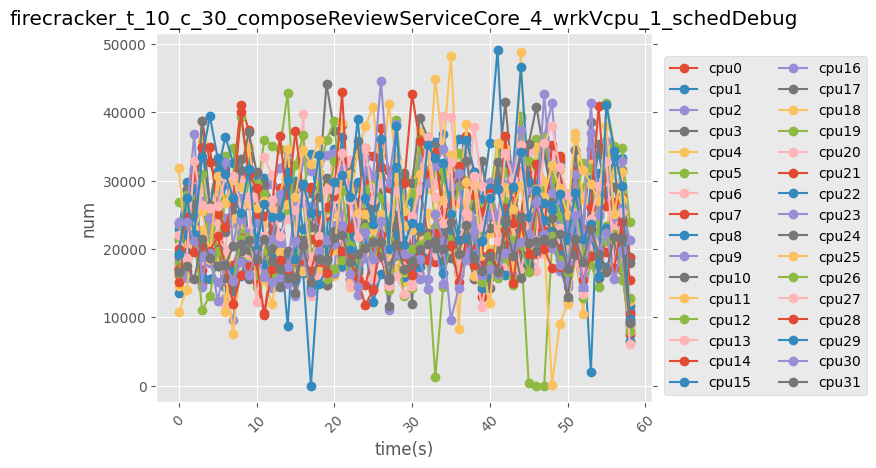 firecracker_t_10_c_30_composeReviewServiceCore_4_wrkVcpu_1_schedDebug
50000
40000
30000
20000
10000
0
num
0 10 20 30 40 50 60
time(s)
cpu0 cpu16
cpu1 cpu17
cpu2 cpu18
cpu3 cpu19
cpu4 cpu20
cpu5 cpu21
cpu6 cpu22
cpu7 cpu23
cpu8 cpu24
cpu9 cpu25
cpu10 cpu26
cpu11 cpu27
cpu12 cpu28
cpu13 cpu29
cpu14 cpu30
cpu15 cpu31